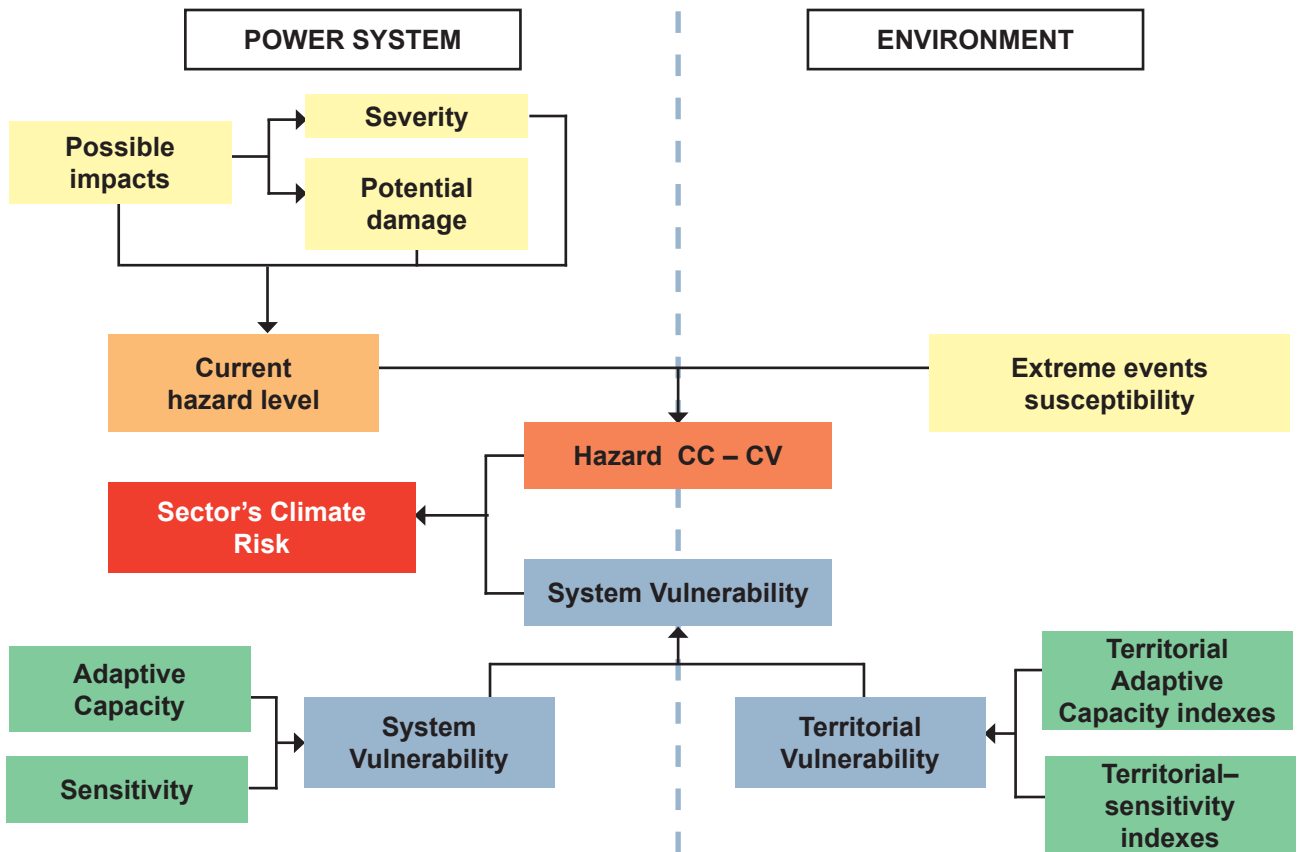 POWER SYSTEM
ENVIRONMENT
Possible
impacts
Severity
Potential
damage
Current
hazard level
Extreme events
susceptibility
Hazard CC – CV
Sector’s Climate
Risk
System Vulnerability
Adaptive
Capacity
Sensitivity
System
Vulnerability
Territorial
Vulnerability
Territorial
Adaptive
Capacity indexes
Territorial–
sensitivity
indexes